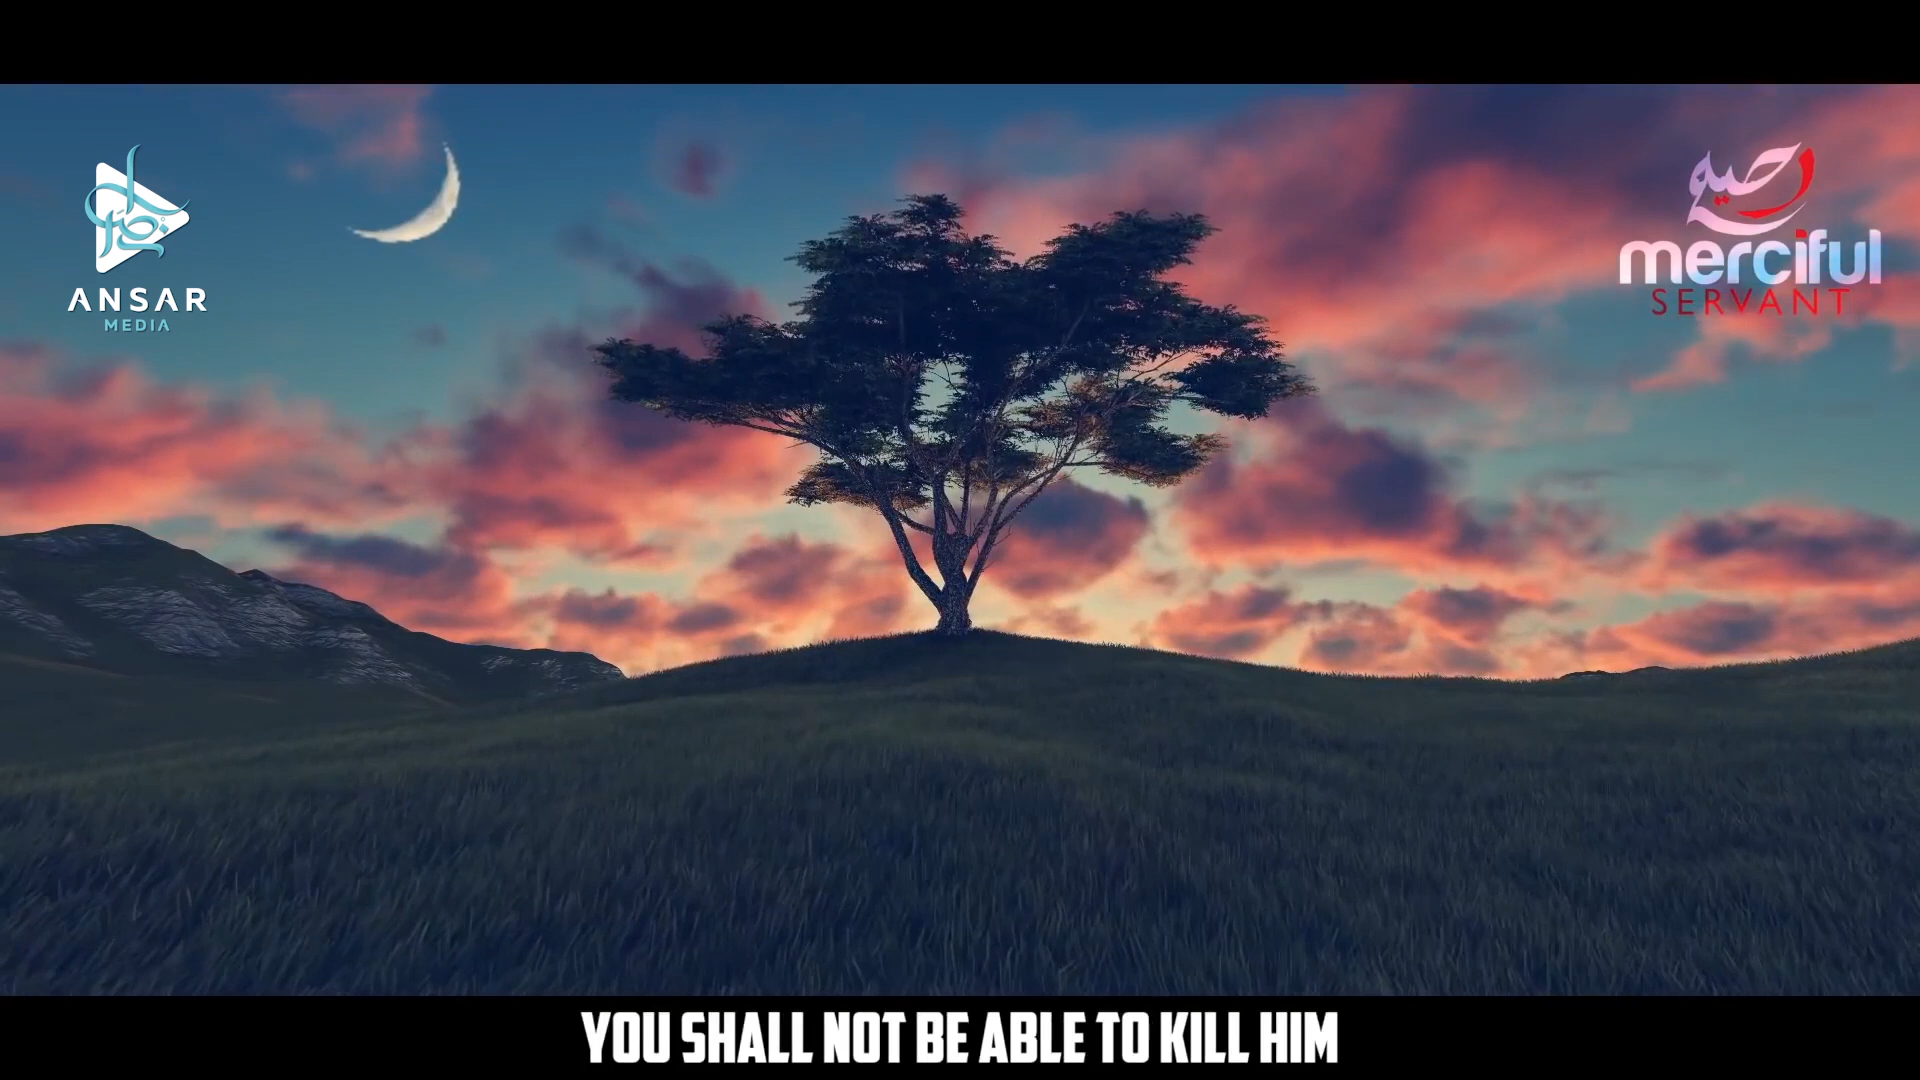 ANSAR
MEDIA
merciful
SERVANT
YOU SHALL NOT BE ABLE TO KILL HIM